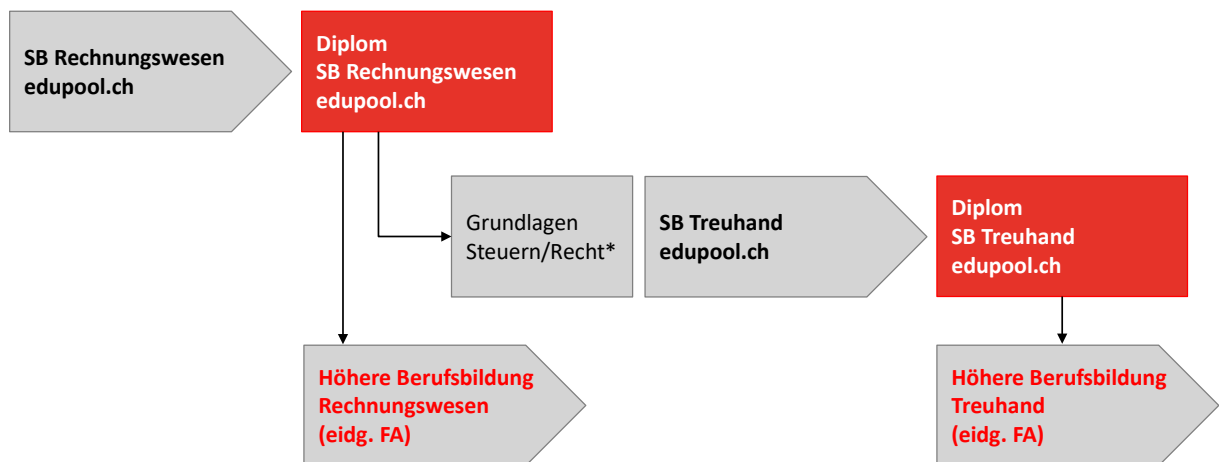 SB Rechnungswesen
edupool.ch
Diplom
SB Rechnungswesen
edupool.ch
Grundlagen
Steuern/Recht*
SB Treuhand
edupool.ch
Diplom
SB Treuhand
edupool.ch
Höhere Berufsbildung
Rechnungswesen
(eidg. FA)
Höhere Berufsbildung
Treuhand
(eidg. FA)